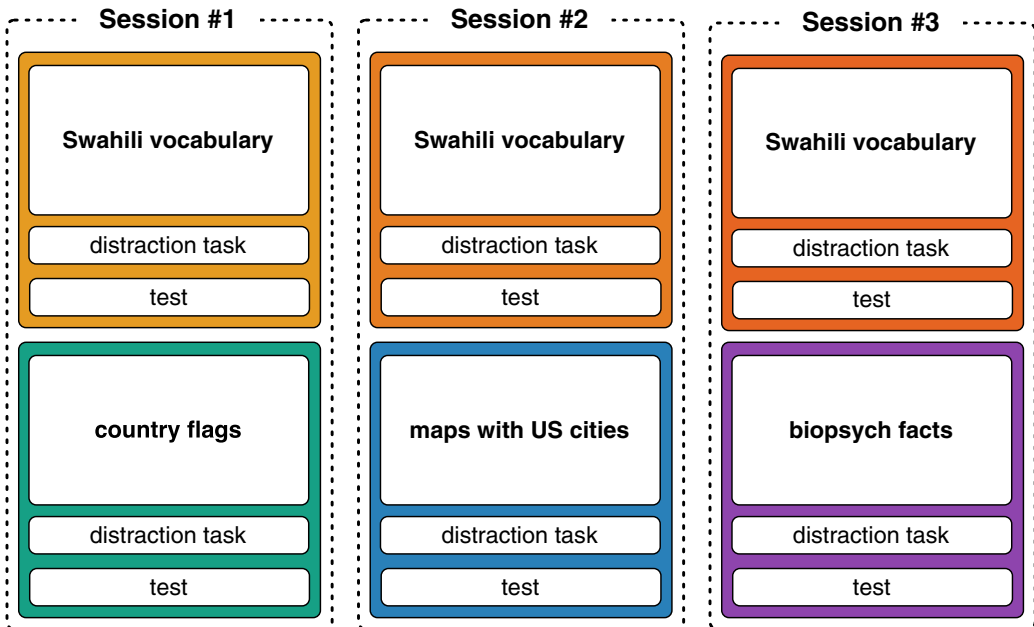 Session #1
Swahili vocabulary
distraction task
test
country flags
distraction task
test
Session #2
Swahili vocabulary
distraction task
test
maps with US cities
distraction task
test
Session #3
Swahili vocabulary
distraction task
test
biopsych facts
distraction task
test